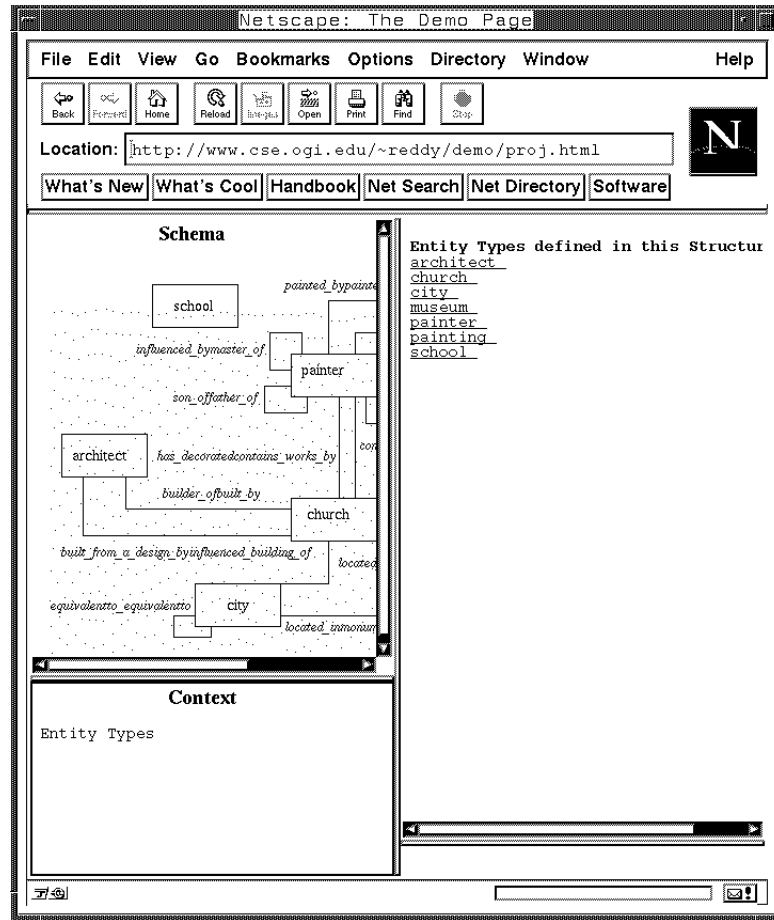 Netscape: The Demo Page
File Edit View Go Bookmarks Options Directory Window Help
Back Forward Home Reload Images Open Print Find Stop
N
Location: http://www.cse.ogi.edu/~reddy/demo/proj.html
What's New What's Cool Handbook Net Search Net Directory Software
Schema
painted_bypainte
school
influenced_bymaster_of
painter
son_offather_of
architect
has_decoratedcontains_works_by
con
builder_ofbuilt_by
church
built_from_a_design_byinfluenced_building_of
located
equivalentto_equivalentto
city
located_inmonum
Context
Entity Types
Entity Types defined in this Structur
architect
church
city
museum
painter
painting
school